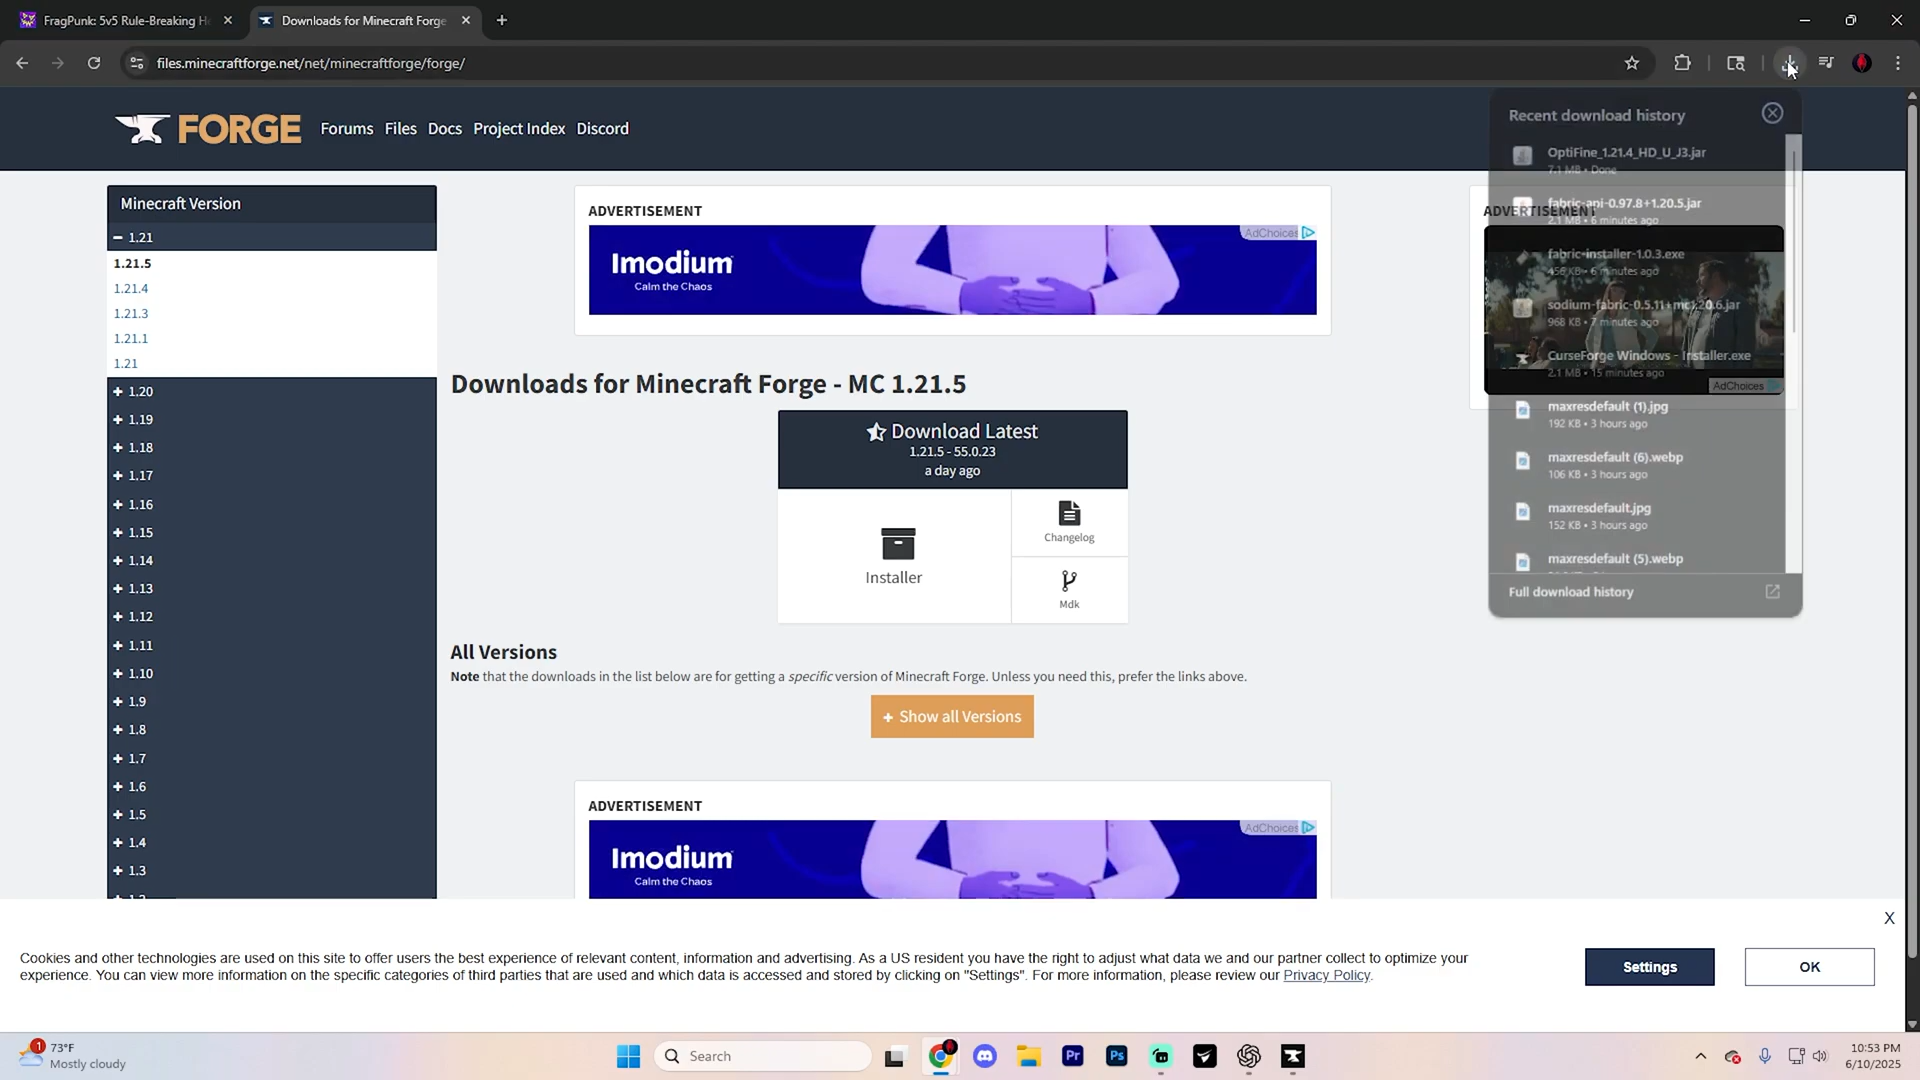 FragPunk: 5v5 Rule-Breaking H
Downloads for Minecraft Forge
files.minecraftforge.net/net/minecraftforge/forge/
FORGE
Forums Files Docs Project Index Discord
Recent download history
OptiFine_1.21.4_HD_U_J3.jar
7.1 MB • Done
fabric-api-0.97.8+1.20.5.jar
2.1 MB • 6 minutes ago
fabric-installer-1.0.3.exe
456 KB • 6 minutes ago
sodium-fabric-0.5.11+mc1.20.6.jar
968 KB • 7 minutes ago
CurseForge Windows - Installer.exe
2.1 MB • 15 minutes ago
maxresdefault (1).jpg
192 KB • 3 hours ago
maxresdefault (6).webp
106 KB • 3 hours ago
maxresdefault.jpg
152 KB • 3 hours ago
maxresdefault (5).webp
Full download history
Minecraft Version
1.21
1.21.5
1.21.4
1.21.3
1.21.1
1.21
1.20
1.19
1.18
1.17
1.16
1.15
1.14
1.13
1.12
1.11
1.10
1.9
1.8
1.7
1.6
1.5
1.4
1.3
ADVERTISEMENT
AdChoices
Imodium
Calm the Chaos
ADVERTISEMENT
AdChoices
Downloads for Minecraft Forge - MC 1.21.5
Download Latest
1.21.5 - 55.0.23
a day ago
Installer
Changelog
Mdk
All Versions
Note that the downloads in the list below are for getting a specific version of Minecraft Forge. Unless you need this, prefer the links above.
+ Show all Versions
ADVERTISEMENT
AdChoices
Imodium
Calm the Chaos
X
Cookies and other technologies are used on this site to offer users the best experience of relevant content, information and advertising. As a US resident you have the right to adjust what data we and our partner collect to optimize your
experience. You can view more information on the specific categories of third parties that are used and which data is accessed and stored by clicking on "Settings". For more information, please review our Privacy Policy.
Settings
OK
1
73°F
Mostly cloudy
Search
Pr
Ps
10:53 PM
6/10/2025